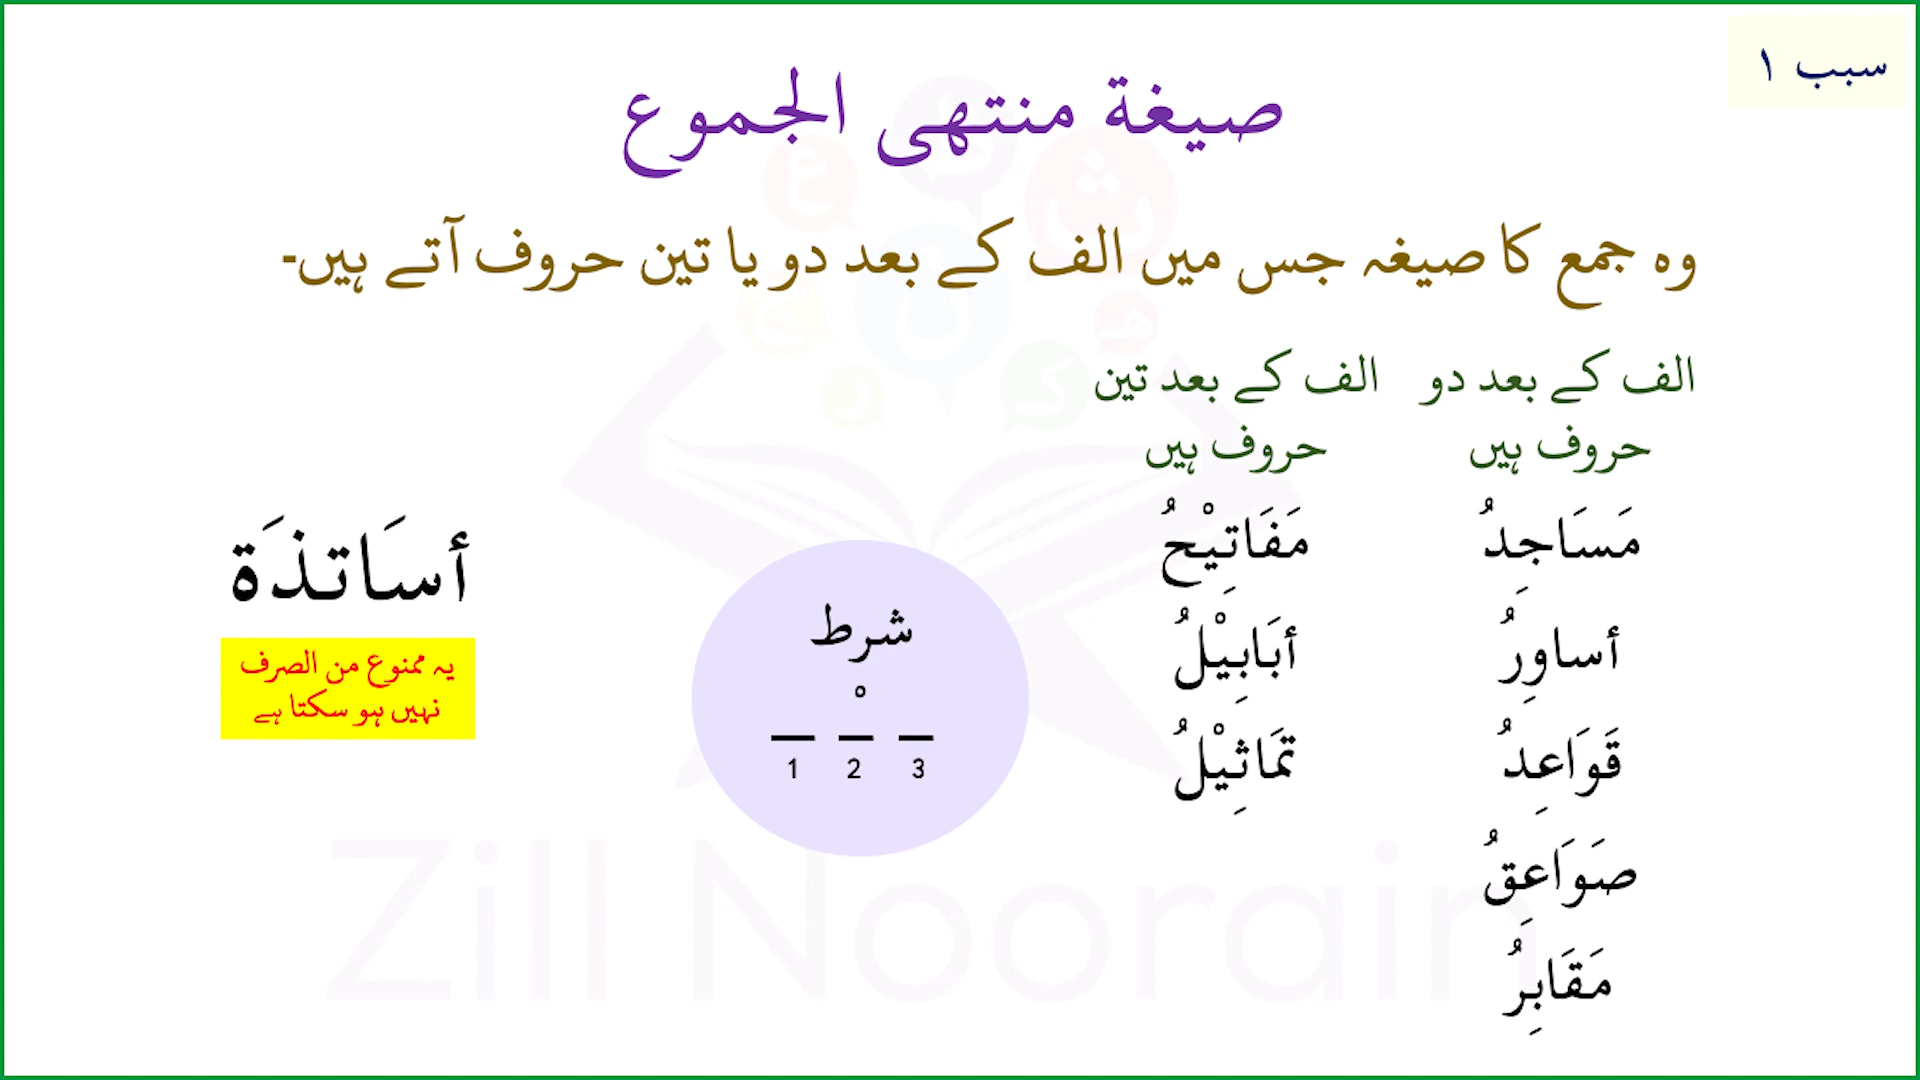 سبب ۱
صيغة منتهى الجموع
وہ جمع کا صیغہ جس میں الف کے بعد دو یا تین حروف آتے ہیں-
الف کے بعد دو
حروف ہیں
مَسَاجِدُ
أساوِرُ
قَوَاعِدُ
صَوَاعِقُ
مَقَابِرُ
الف کے بعد تین
حروف ہیں
مَفَاتِيْحُ
أبَابِيْلُ
تمَاثِيْلُ
شرط
ْ
1 2 3
أسَاتذَة
یہ ممنوع من الصرف
نہیں ہو سکتا ہے
Zill Noorain